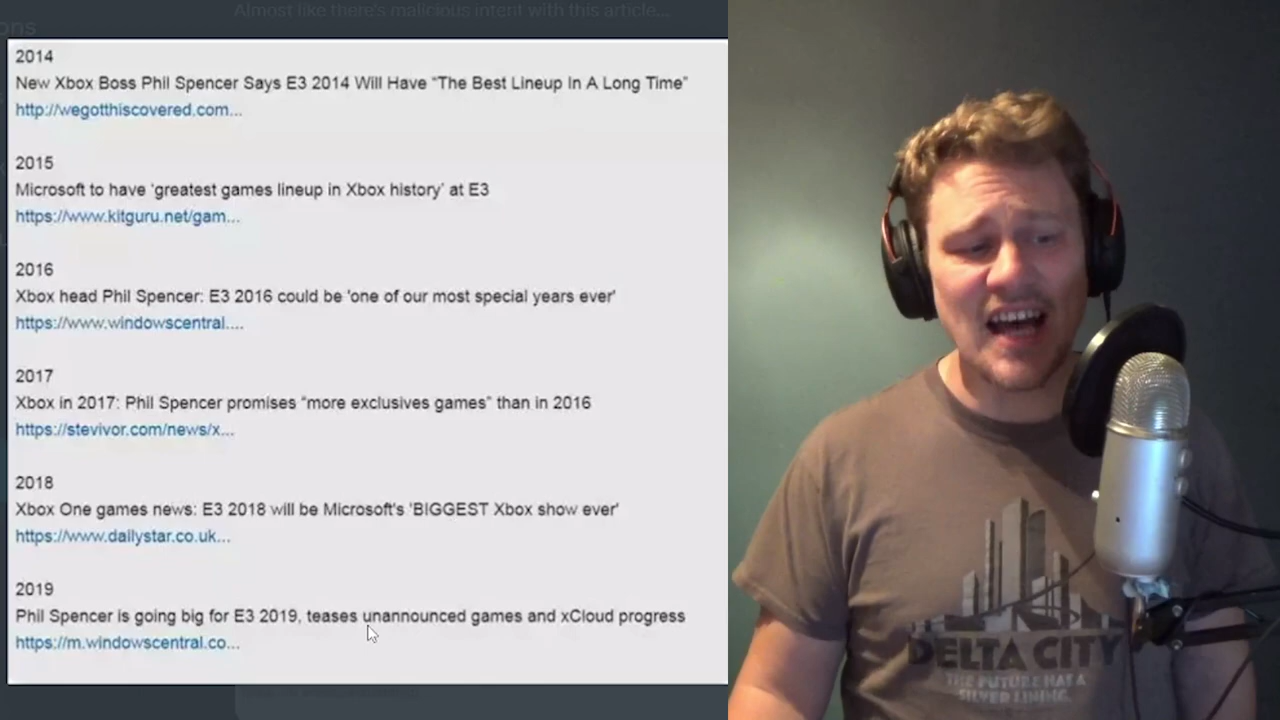 Almost like there's malicious intent with this article...
ons
2014
New Xbox Boss Phil Spencer Says E3 2014 Will Have “The Best Lineup In A Long Time”
http://wegotthiscovered.com...
2015
Microsoft to have ‘greatest games lineup in Xbox history’ at E3
https://www.kitguru.net/gam...
2016
Xbox head Phil Spencer: E3 2016 could be 'one of our most special years ever'
https://www.windowscentral....
2017
Xbox in 2017: Phil Spencer promises “more exclusives games” than in 2016
https://stevivor.com/news/x...
2018
Xbox One games news: E3 2018 will be Microsoft's 'BIGGEST Xbox show ever'
https://www.dailystar.co.uk...
2019
Phil Spencer is going big for E3 2019, teases unannounced games and xCloud progress
https://m.windowscentral.co...
DELTA CITY
THE FUTURE HAS A
SILVER LINING.